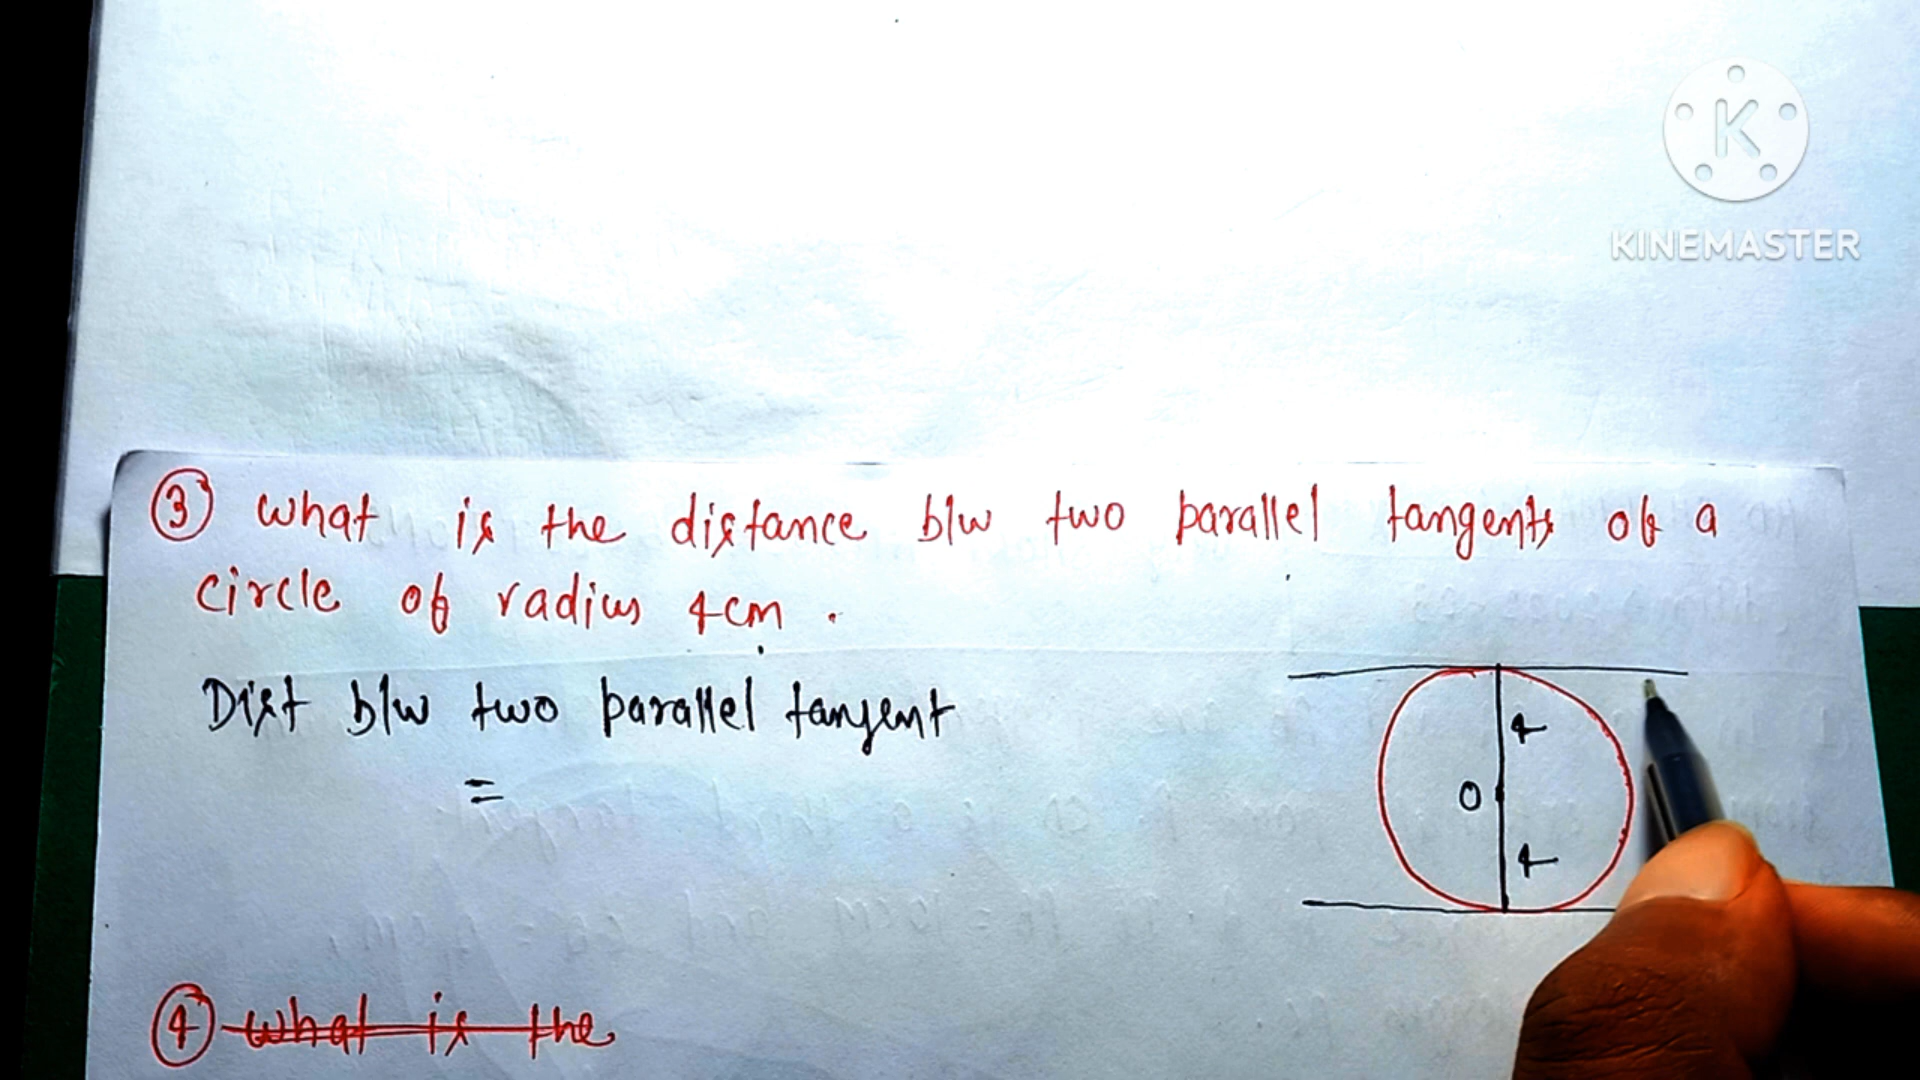 K
KINEMASTER
③ what is the distance b/w two parallel tangents of a
circle of radius 4cm .
Dist b/w two parallel tangent
=
4
O
4
④ what is the